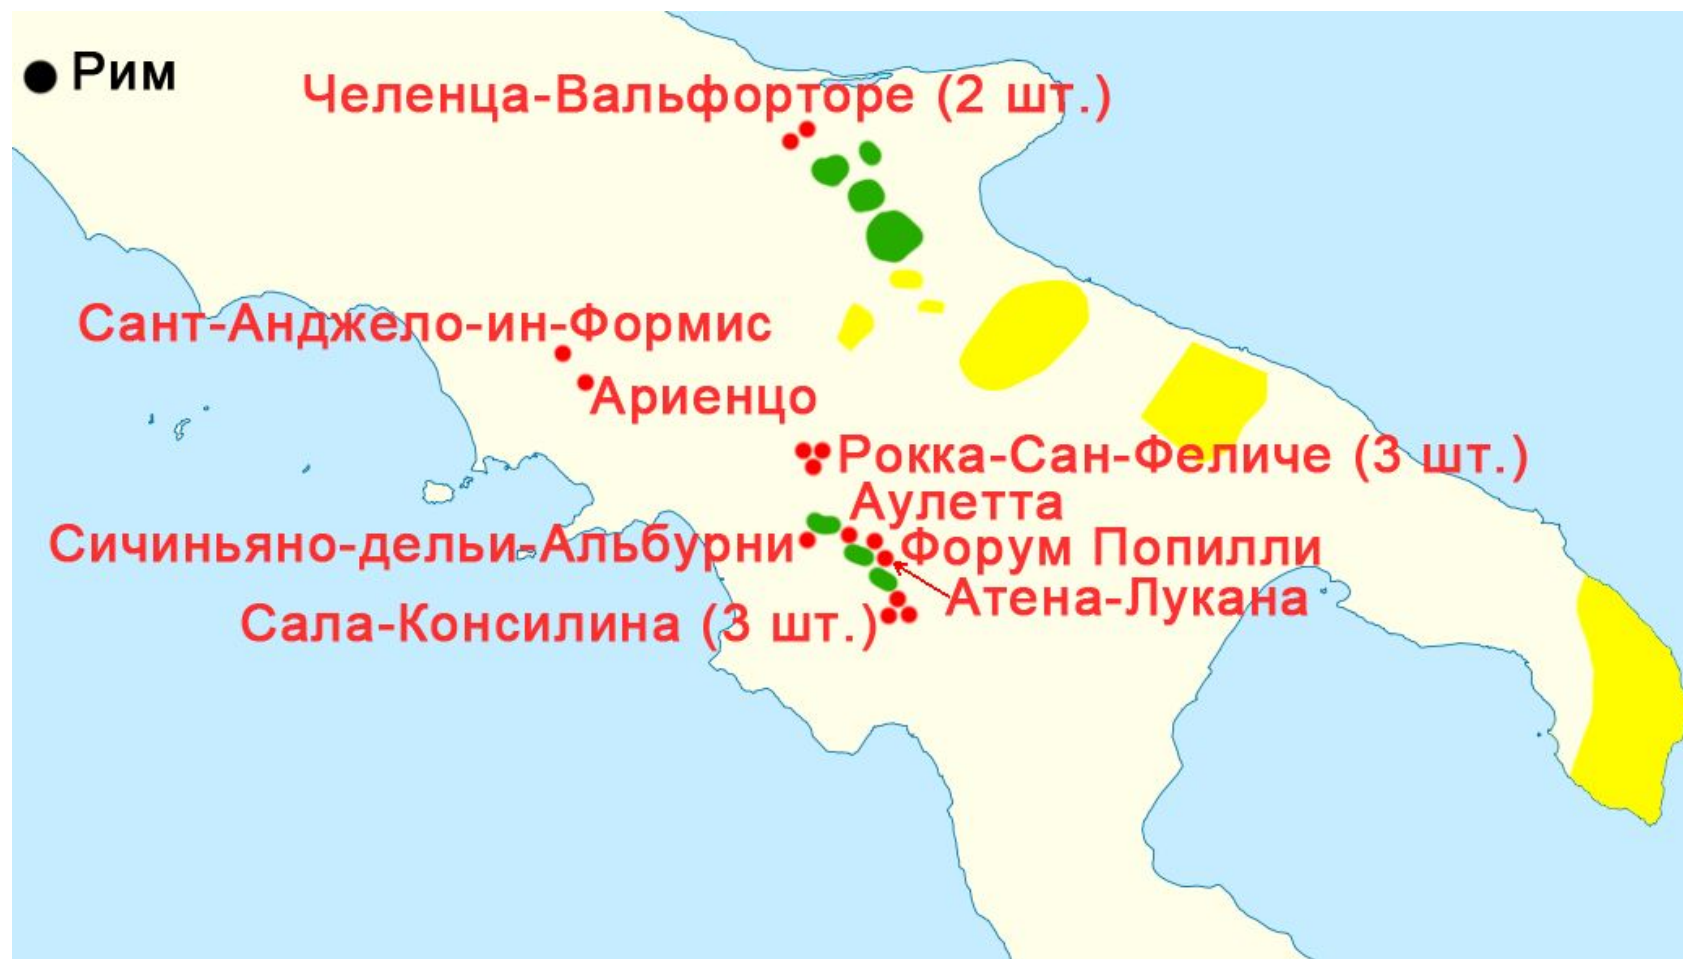 Рим
Челенца-Вальфорторе (2 шт.)
Сант-Анджело-ин-Формис
Ариенцо
Рокка-Сан-Феличе (3 шт.)
Аулетта
Сичиньяно-дельи-Альбурни
Форум Попилли
Атена-Лукана
Сала-Консилина (3 шт.)